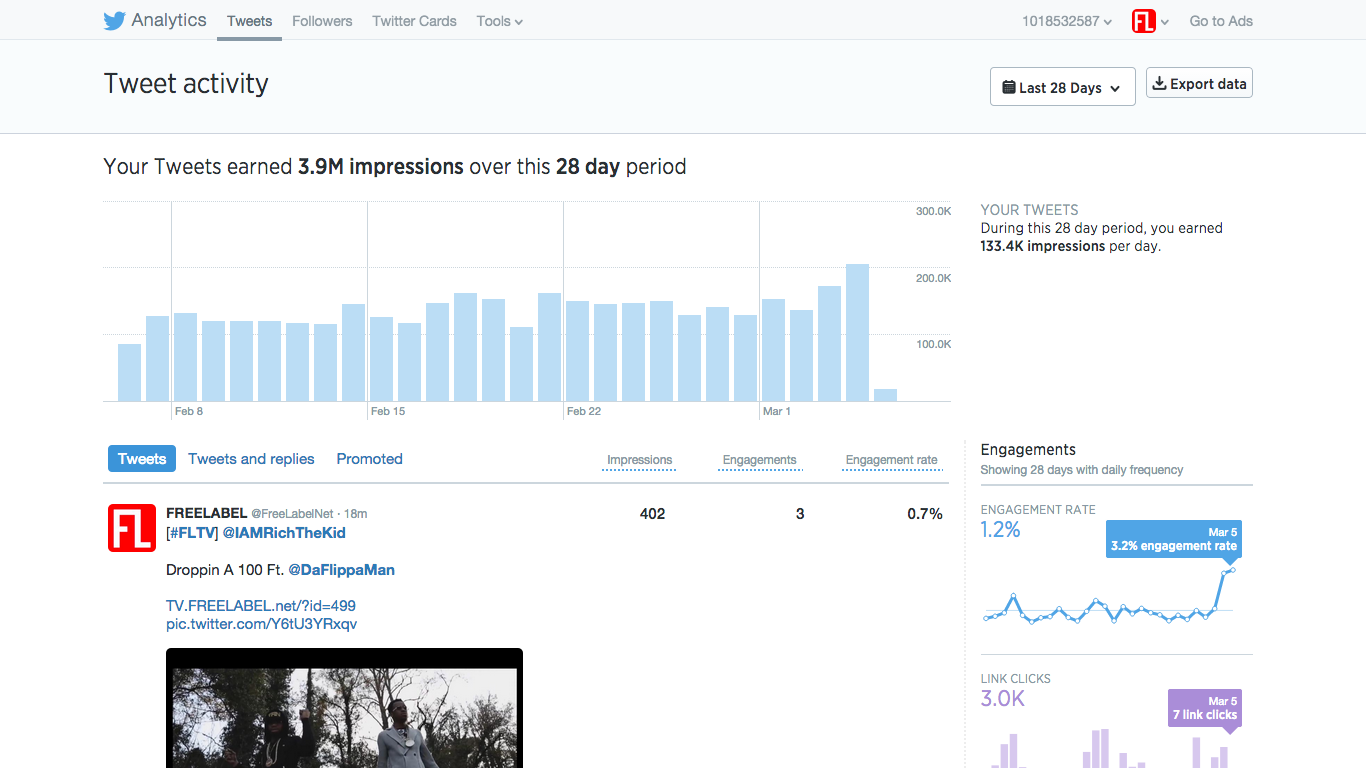 Analytics
Tweets
Followers
Twitter Cards
Tools
1018532587
FL
Go to Ads
Tweet activity
Last 28 Days
Export data
Your Tweets earned 3.9M impressions over this 28 day period
300.0K
200.0K
100.0K
Feb 8
Feb 15
Feb 22
Mar 1
YOUR TWEETS
During this 28 day period, you earned
133.4K impressions per day.
Tweets
Tweets and replies
Promoted
Impressions
Engagements
Engagement rate
FL
FREELABEL @FreeLabelNet · 18m
402
3
0.7%
[#FLTV] @IAMRichTheKid
Droppin A 100 Ft. @DaFlippaMan
TV.FREELABEL.net/?id=499
pic.twitter.com/Y6tU3YRxqv
Engagements
Showing 28 days with daily frequency
ENGAGEMENT RATE
1.2%
Mar 5
3.2% engagement rate
LINK CLICKS
3.0K
Mar 5
7 link clicks